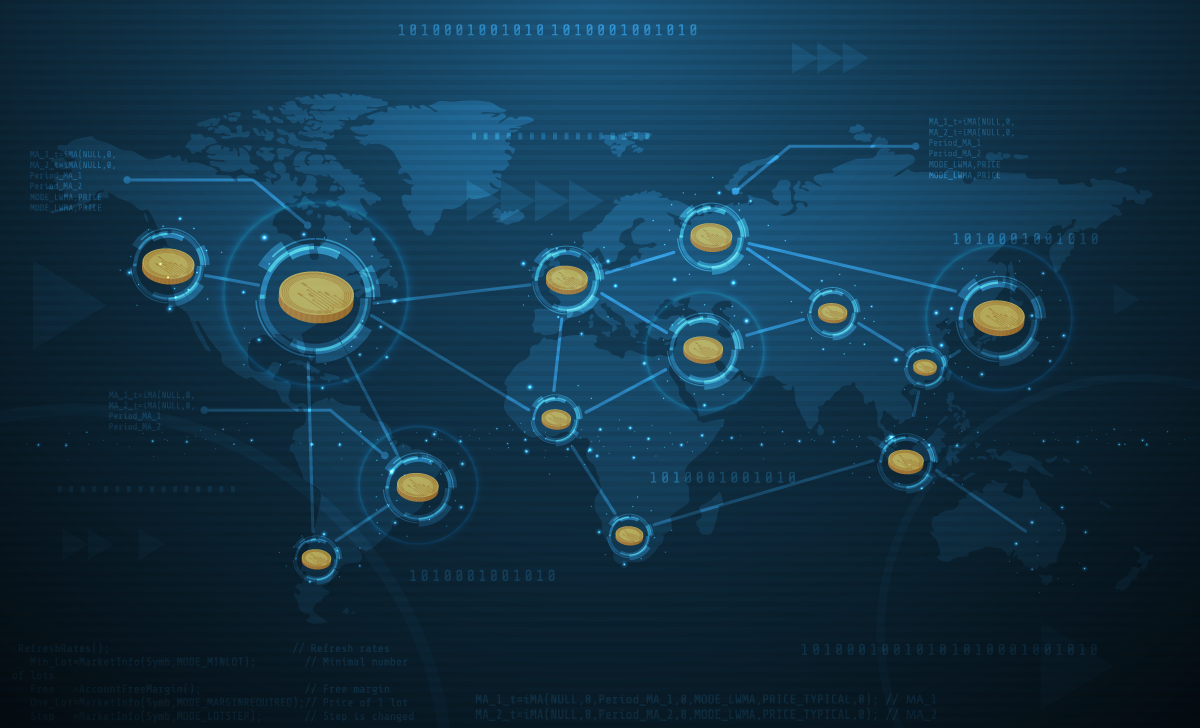 1010001001010 1010001001010
MA_1_t=iMA(NULL,0,
MA_2_t=iMA(NULL,0,
Period_MA_1
Period_MA_2
MODE_LWMA,PRICE
MODE_LWMA,PRICE
MA_1_t=iMA(NULL,0,
MA_2_t=iMA(NULL,0,
Period_MA_1
Period_MA_2
MODE_LWMA,PRICE
MODE_LWMA,PRICE
1010001001010
MA_1_t=iMA(NULL,0,
MA_2_t=iMA(NULL,0,
Period_MA_1
Period_MA_2
1010001001010
1010001001010
RefreshRates(); // Refresh rates
Min_Lot=MarketInfo(Symb,MODE_MINLOT); // Minimal number
of lots
Free =AccountFreeMargin(); // Free margin
One_Lot=MarketInfo(Symb,MODE_MARGINREQUIRED);// Price of 1 lot
Step =MarketInfo(Symb,MODE_LOTSTEP); // Step is changed
10100010010101010001001010
MA_1_t=iMA(NULL,0,Period_MA_1,0,MODE_LWMA,PRICE_TYPICAL,0); // MA_1
MA_2_t=iMA(NULL,0,Period_MA_2,0,MODE_LWMA,PRICE_TYPICAL,0); // MA_2